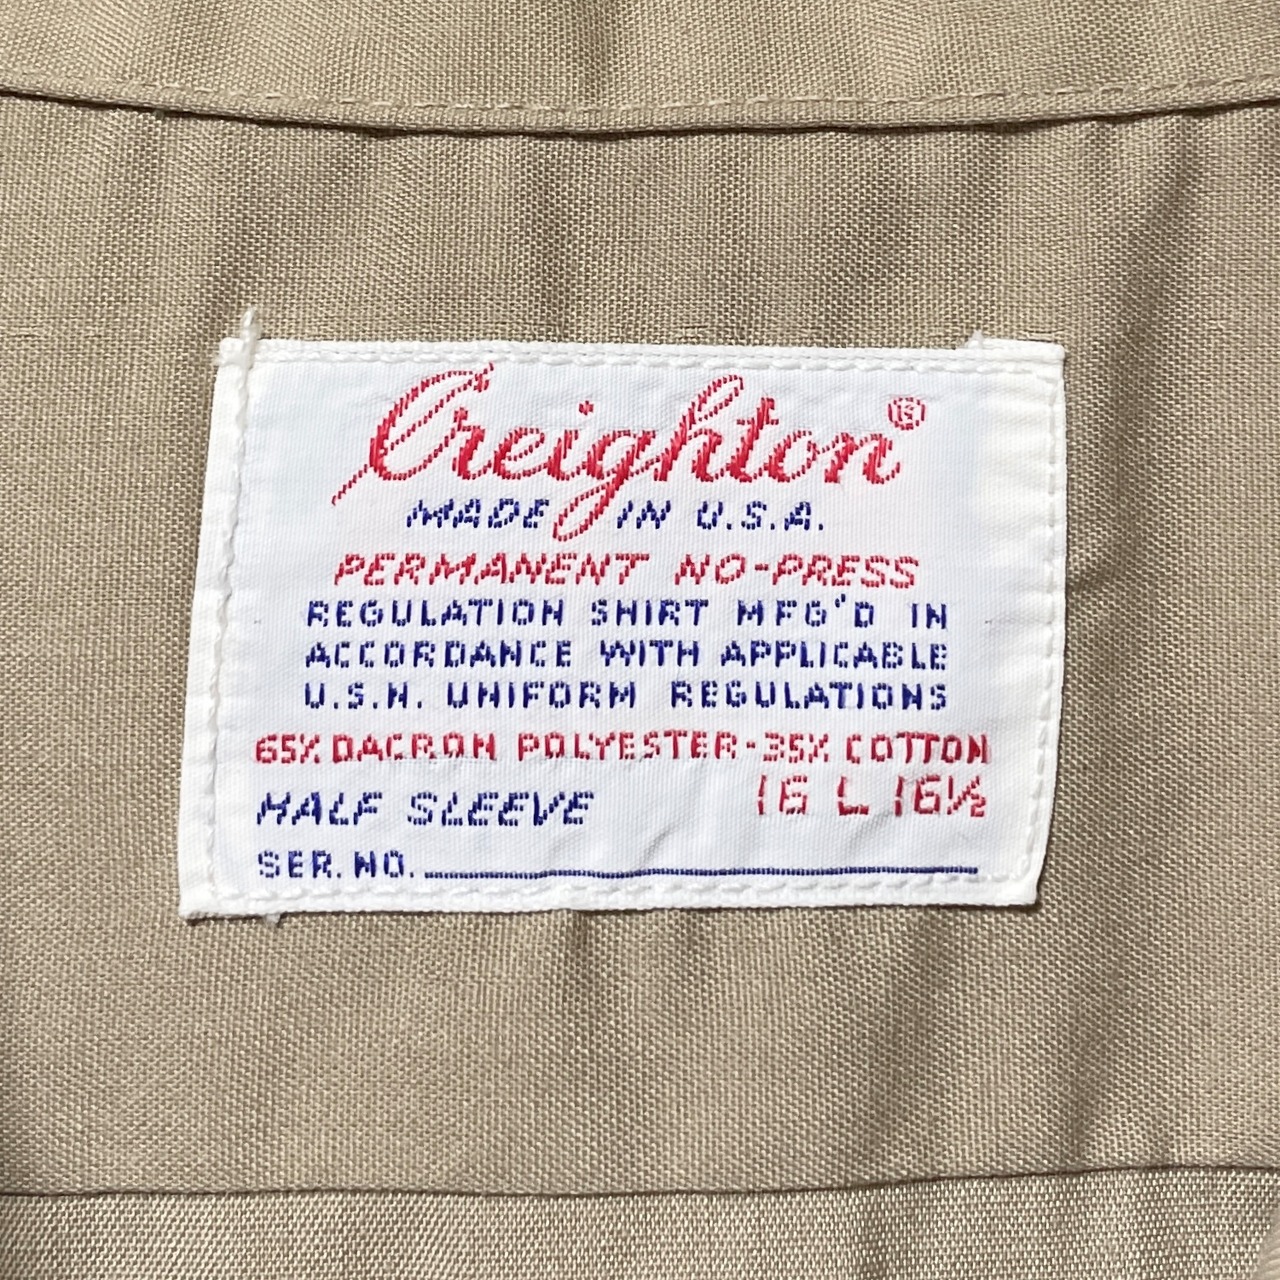 Creighton®
MADE IN U.S.A.
PERMANENT NO-PRESS
REGULATION SHIRT MFG'D IN
ACCORDANCE WITH APPLICABLE
U.S.N. UNIFORM REGULATIONS
65% DACRON POLYESTER-35% COTTON
HALF SLEEVE 16 L 16½
SER. NO.